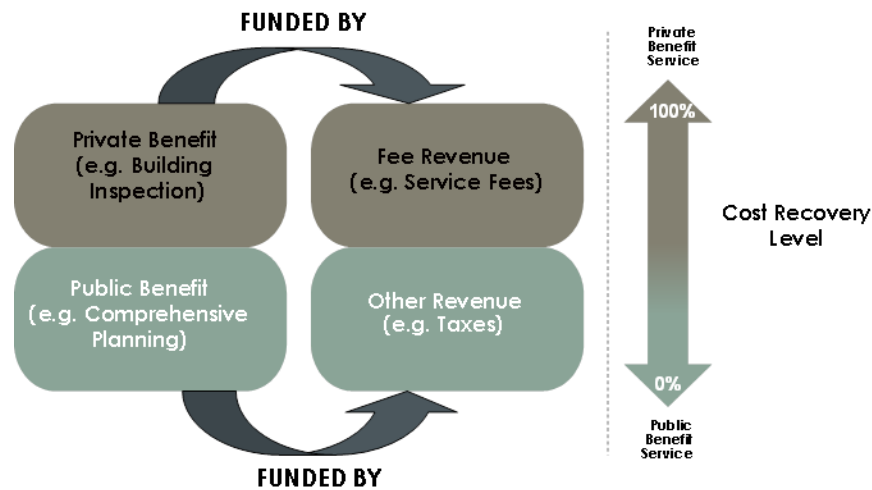 FUNDED BY
Private Benefit
(e.g. Building
Inspection)
Fee Revenue
(e.g. Service Fees)
Public Benefit
(e.g. Comprehensive
Planning)
Other Revenue
(e.g. Taxes)
FUNDED BY
Private
Benefit
Service
100%
Cost Recovery
Level
0%
Public
Benefit
Service